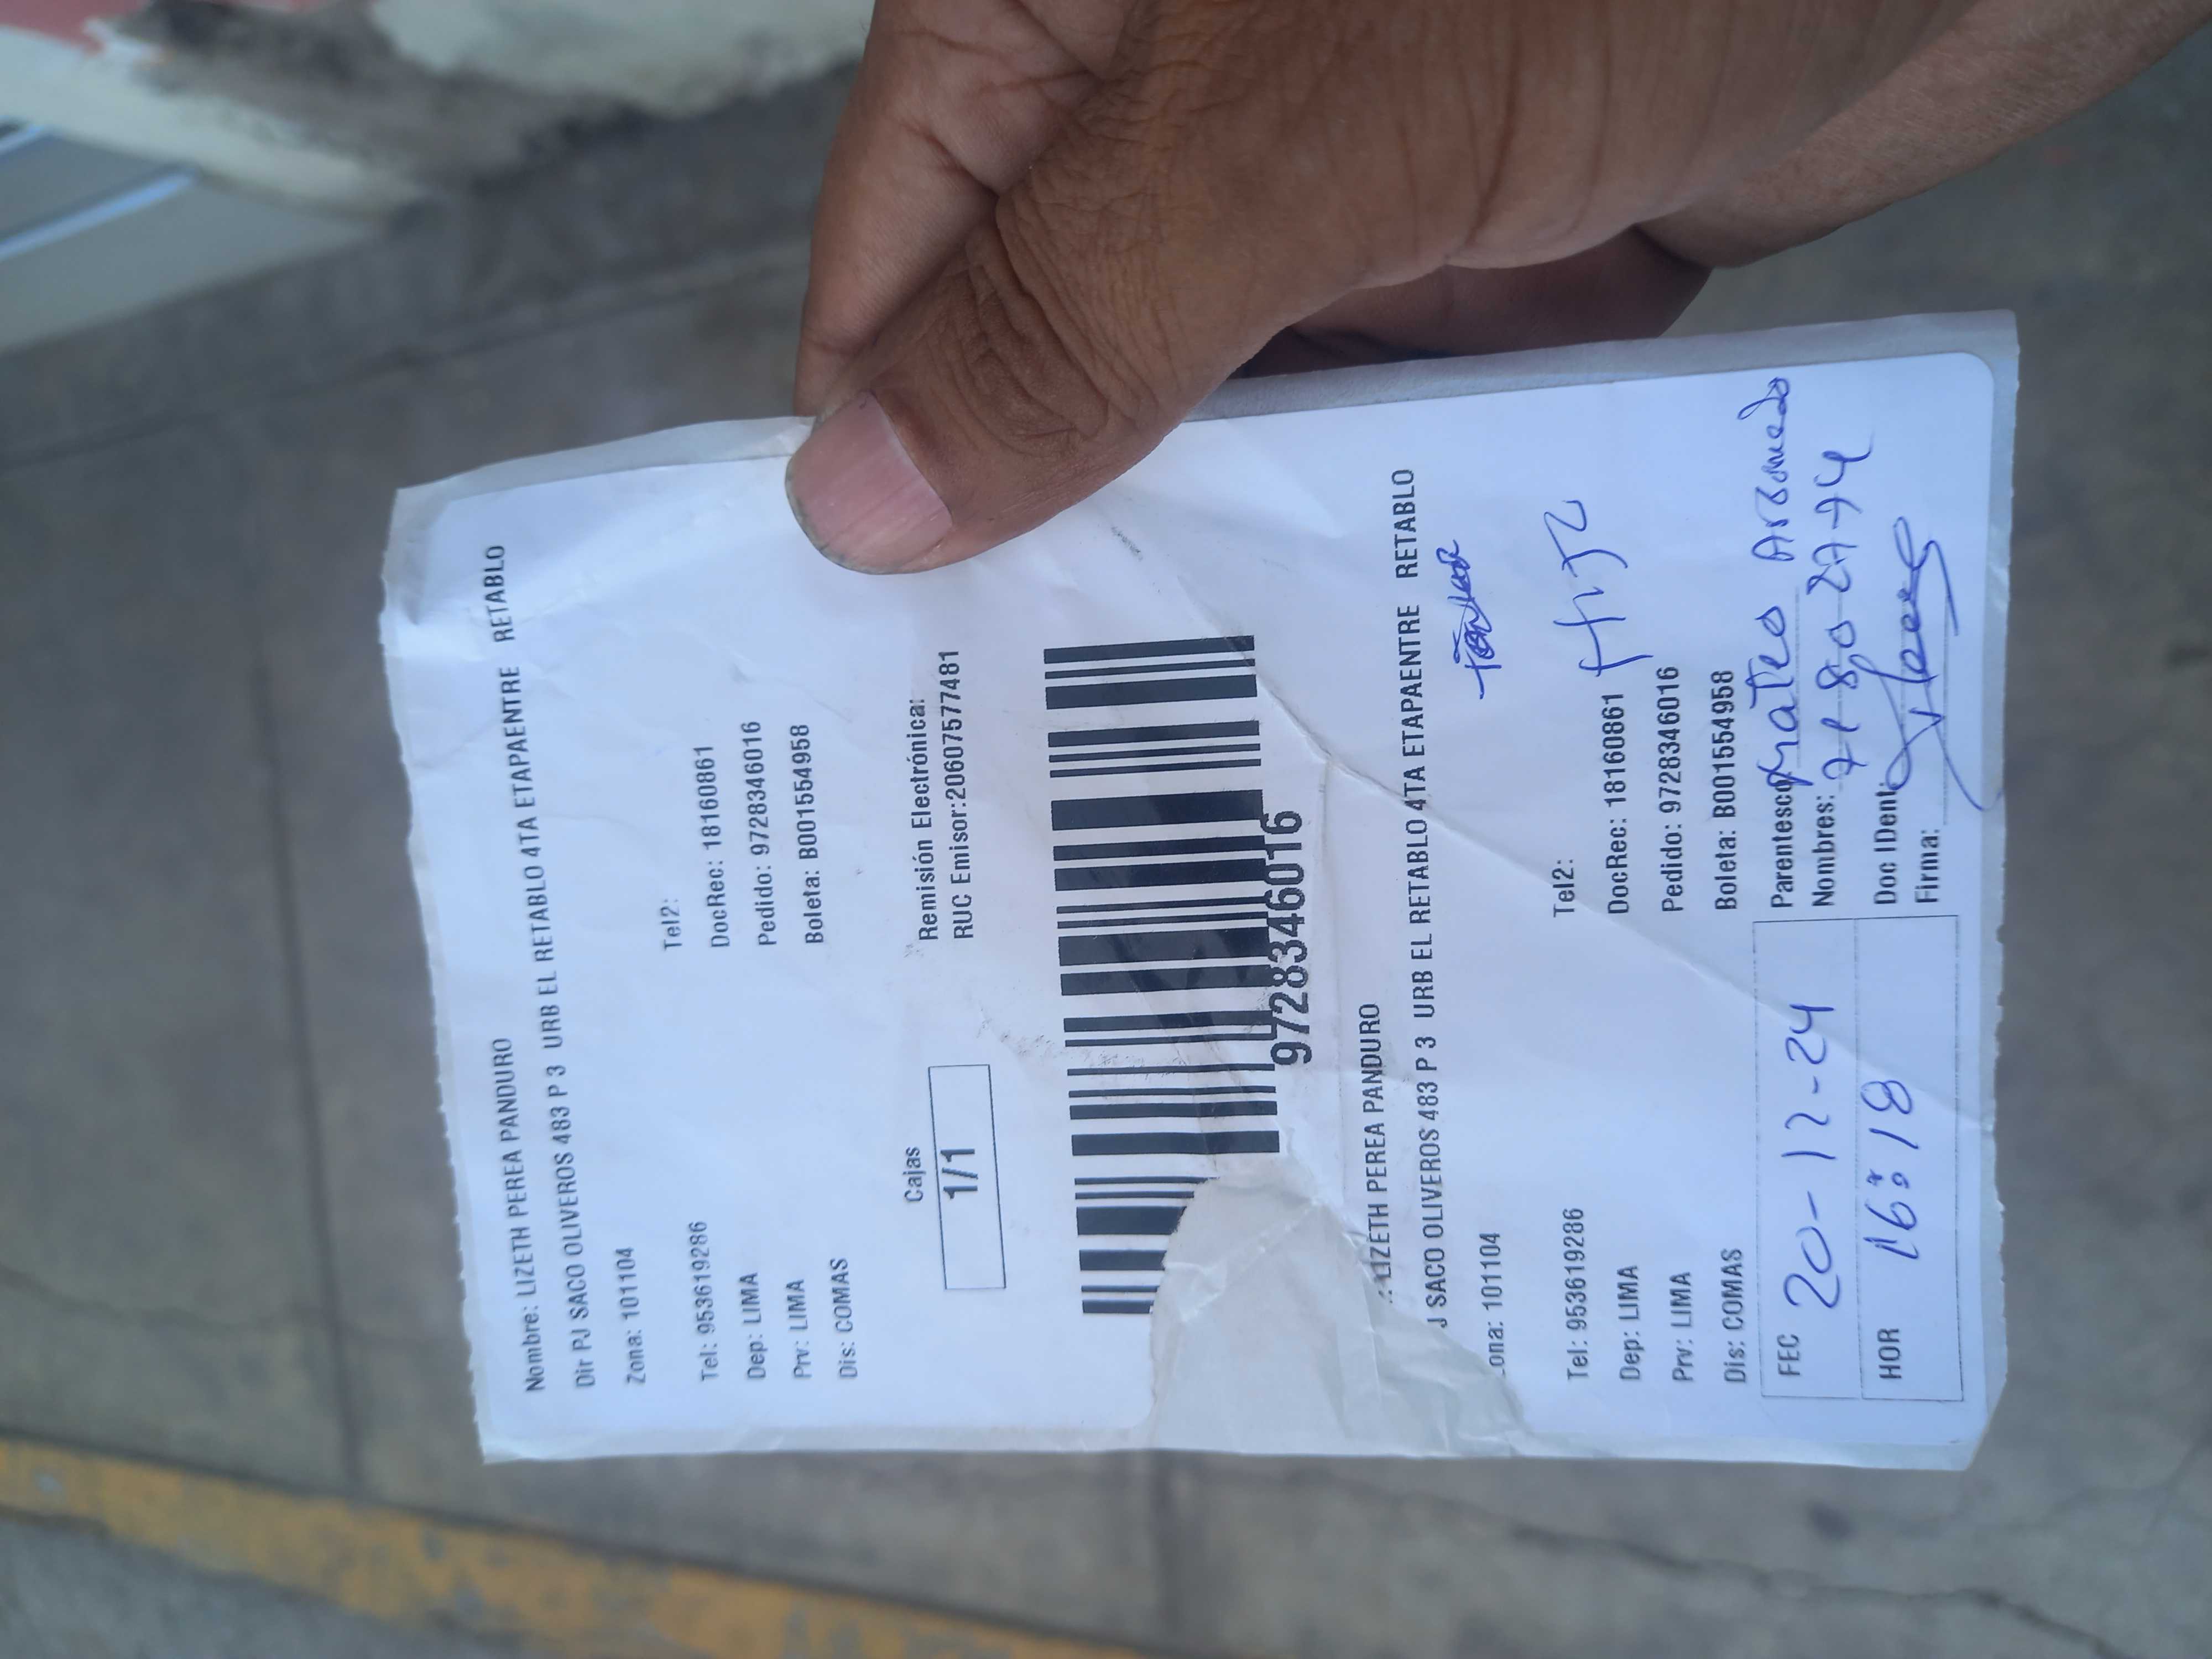 Nombre: LIZETH PEREA PANDURO
Dir PJ SACO OLIVEROS 483 P 3 URB EL RETABLO 4TA ETAPAENTRE RETABLO
Zona: 101104
Tel: 953619286 Tel2:
Dep: LIMA DocRec: 18160861
Prv: LIMA Pedido: 9728346016
Dis: COMAS Boleta: B001554958
Cajas Remisión Electrónica:
1/1 RUC Emisor:20607577481
9728346016
: LIZETH PEREA PANDURO
J SACO OLIVEROS 483 P 3 URB EL RETABLO 4TA ETAPAENTRE RETABLO
ona: 101104
Tel: 953619286 Tel2:
Dep: LIMA DocRec: 18160861
Prv: LIMA Pedido: 9728346016
Dis: COMAS Boleta: B001554958
FEC 20-12-24 Parentesco: Mateo
Nombres: 71802774
HOR 16:18 Doc IDent:
Firma: